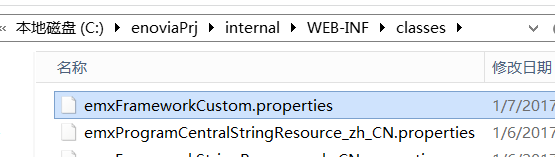 « 本地磁盘 (C:) › enoviaPrj › internal › WEB-INF › classes ›
名称 修改日期
emxFrameworkCustom.properties 1/7/2017
emxProgramCentralStringResource_zh_CN.properties 1/6/2017